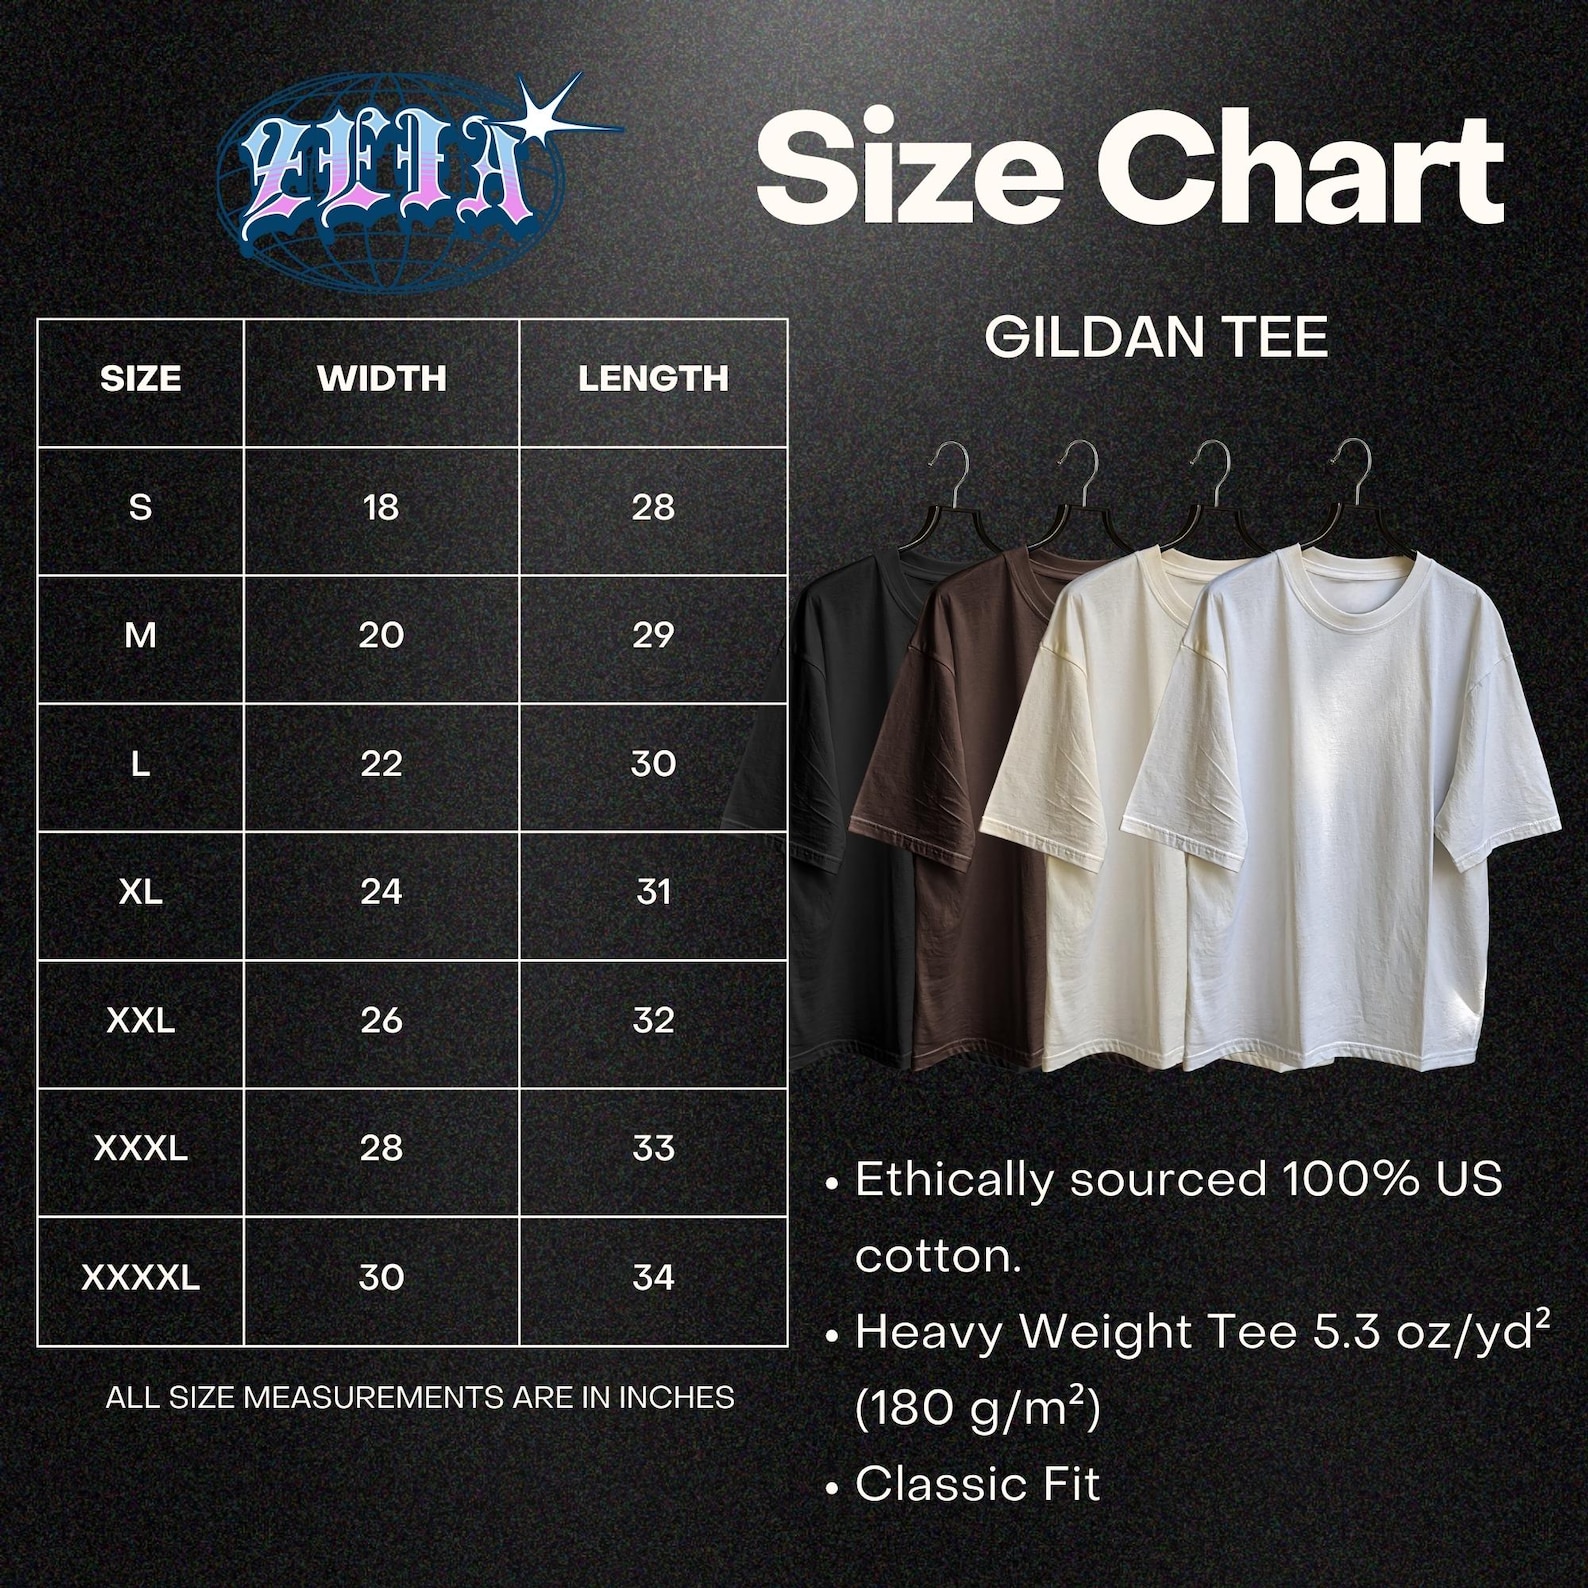 ZEIA
Size Chart
GILDAN TEE
SIZE WIDTH LENGTH
S 18 28
M 20 29
L 22 30
XL 24 31
XXL 26 32
XXXL 28 33
XXXXL 30 34
ALL SIZE MEASUREMENTS ARE IN INCHES
• Ethically sourced 100% US
cotton.
• Heavy Weight Tee 5.3 oz/yd²
(180 g/m²)
• Classic Fit